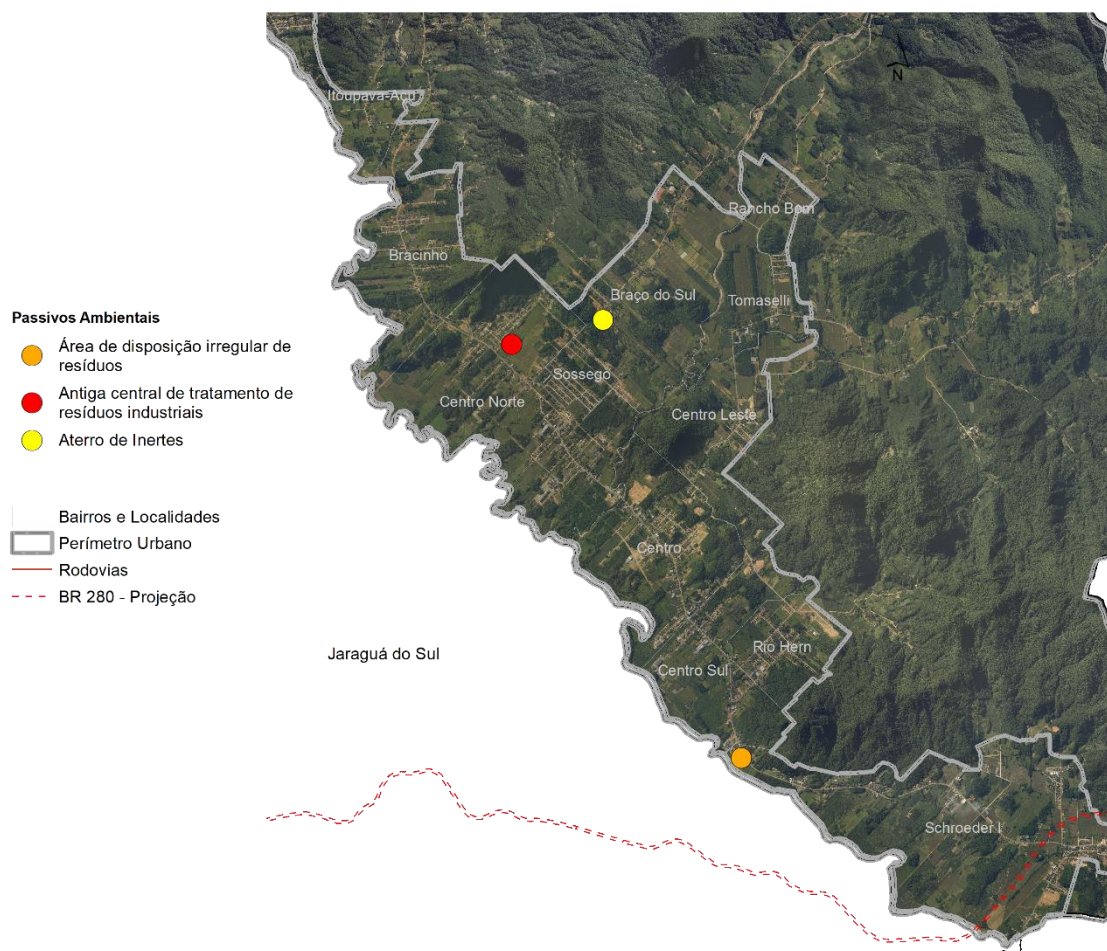 N
Itoupava-Açu
Rancho Bom
Bracinho
Braço do Sul
Tomaselli
Passivos Ambientais
Área de disposição irregular de
resíduos
Antiga central de tratamento de
resíduos industriais
Aterro de Inertes
Sossego
Centro Norte
Centro Leste
Bairros e Localidades
Perímetro Urbano
Rodovias
BR 280 - Projeção
Centro
Jaraguá do Sul
Rio Hern
Centro Sul
Schroeder I